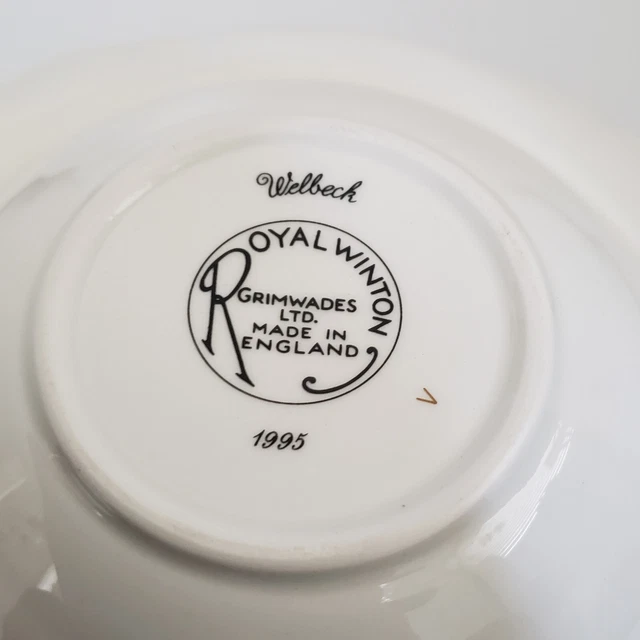 Welbeck
ROYAL WINTON
GRIMWADES
LTD.
MADE IN
ENGLAND
1995
V